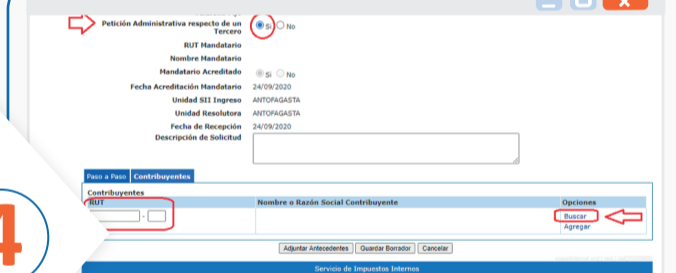 Petición Administrativa respecto de un Tercero Si No
RUT Mandatario
Nombre Mandatario
Mandatario Acreditado Si No
Fecha Acreditación Mandatario 24/09/2020
Unidad SII Ingreso ANTOFAGASTA
Unidad Resolutora ANTOFAGASTA
Fecha de Recepción 24/09/2020
Descripción de Solicitud
Paso a Paso Contribuyentes
Contribuyentes
RUT Nombre o Razón Social Contribuyente Opciones
- Buscar
Agregar
Adjuntar Antecedentes Guardar Borrador Cancelar
4
Servicio de Impuestos Internos